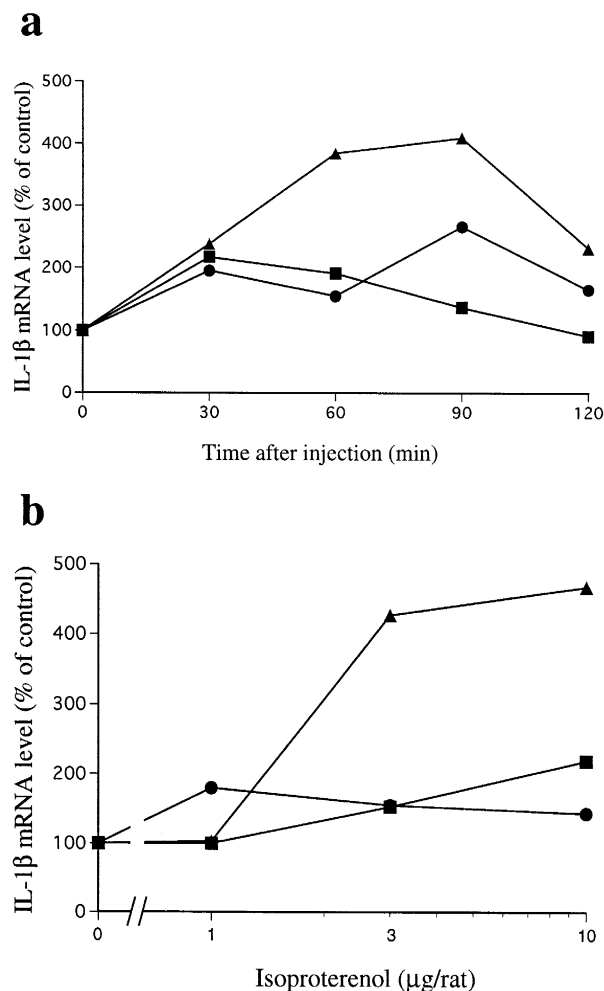 a
IL-1β mRNA level (% of control)
500
400
300
200
100
0
0 30 60 90 120
Time after injection (min)
b
IL-1β mRNA level (% of control)
500
400
300
200
100
0
0 1 3 10
Isoproterenol (µg/rat)